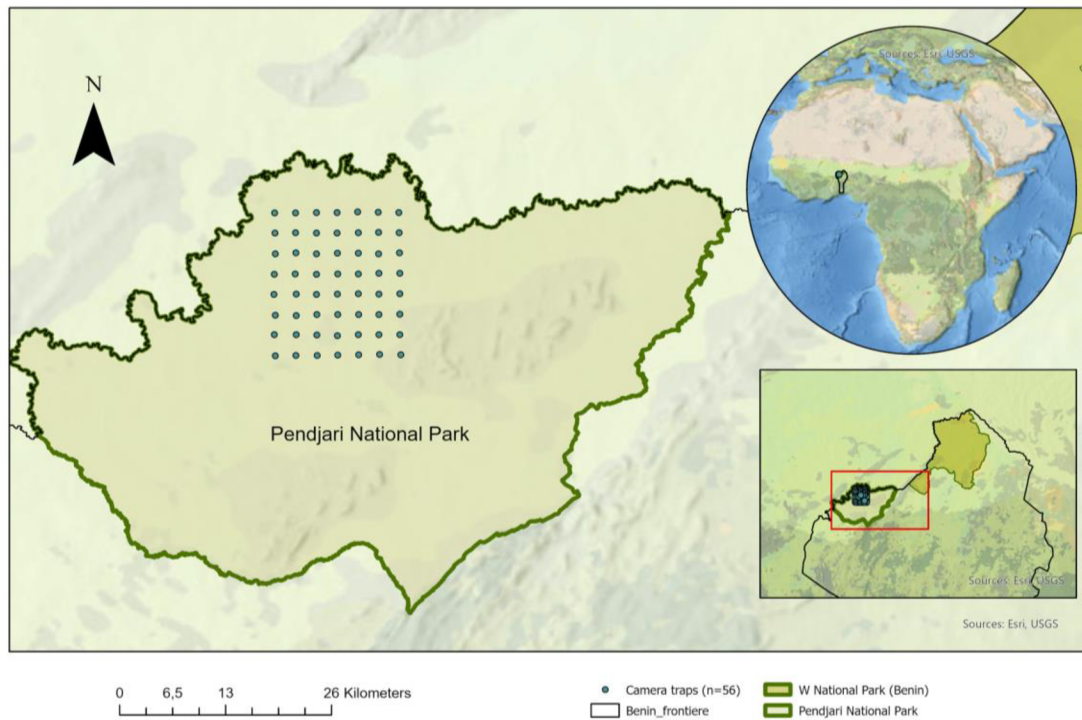 Sources: Esri, USGS
N
Pendjari National Park
Sources: Esri, USGS
Sources: Esri, USGS
0 6,5 13 26 Kilometers
Camera traps (n=56)
Benin_frontiere
W National Park (Benin)
Pendjari National Park